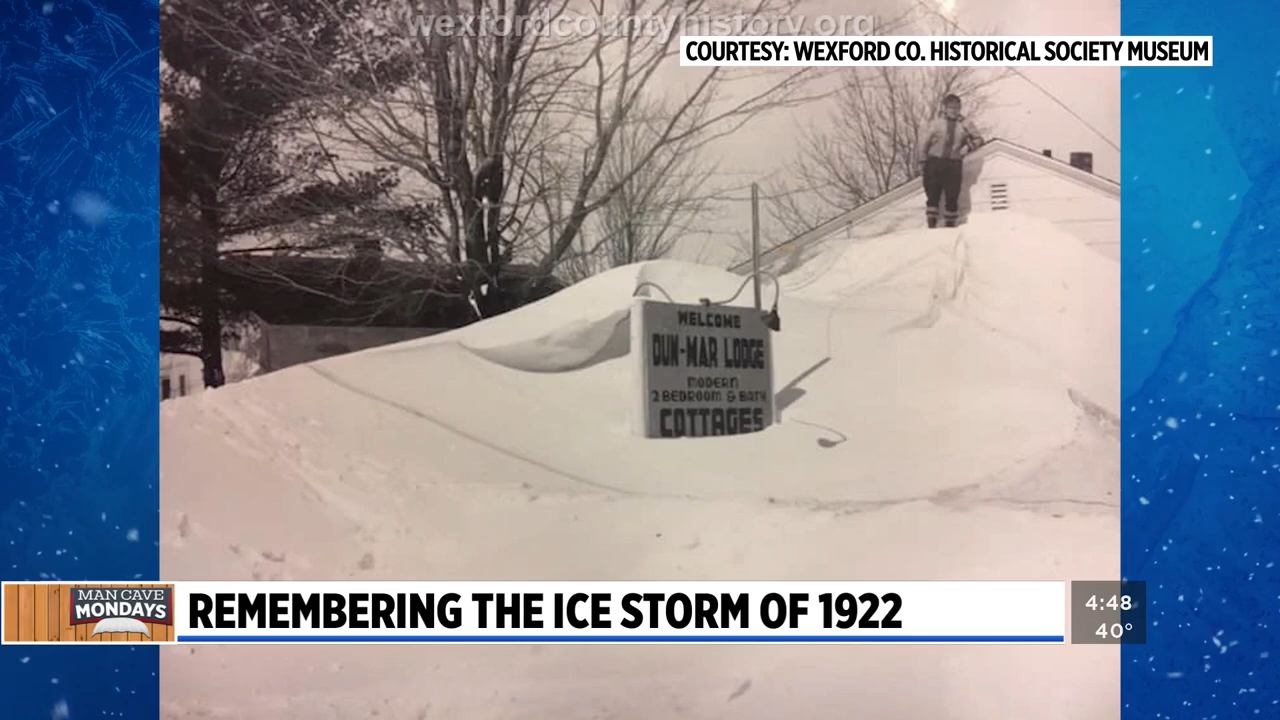 wexfordcountyhistory.org
COURTESY: WEXFORD CO. HISTORICAL SOCIETY MUSEUM
WELCOME
DUN-MAR LODGE
MODERN
2 BEDROOM & BATH
COTTAGES
MAN CAVE
MONDAYS
REMEMBERING THE ICE STORM OF 1922
4:48
40°